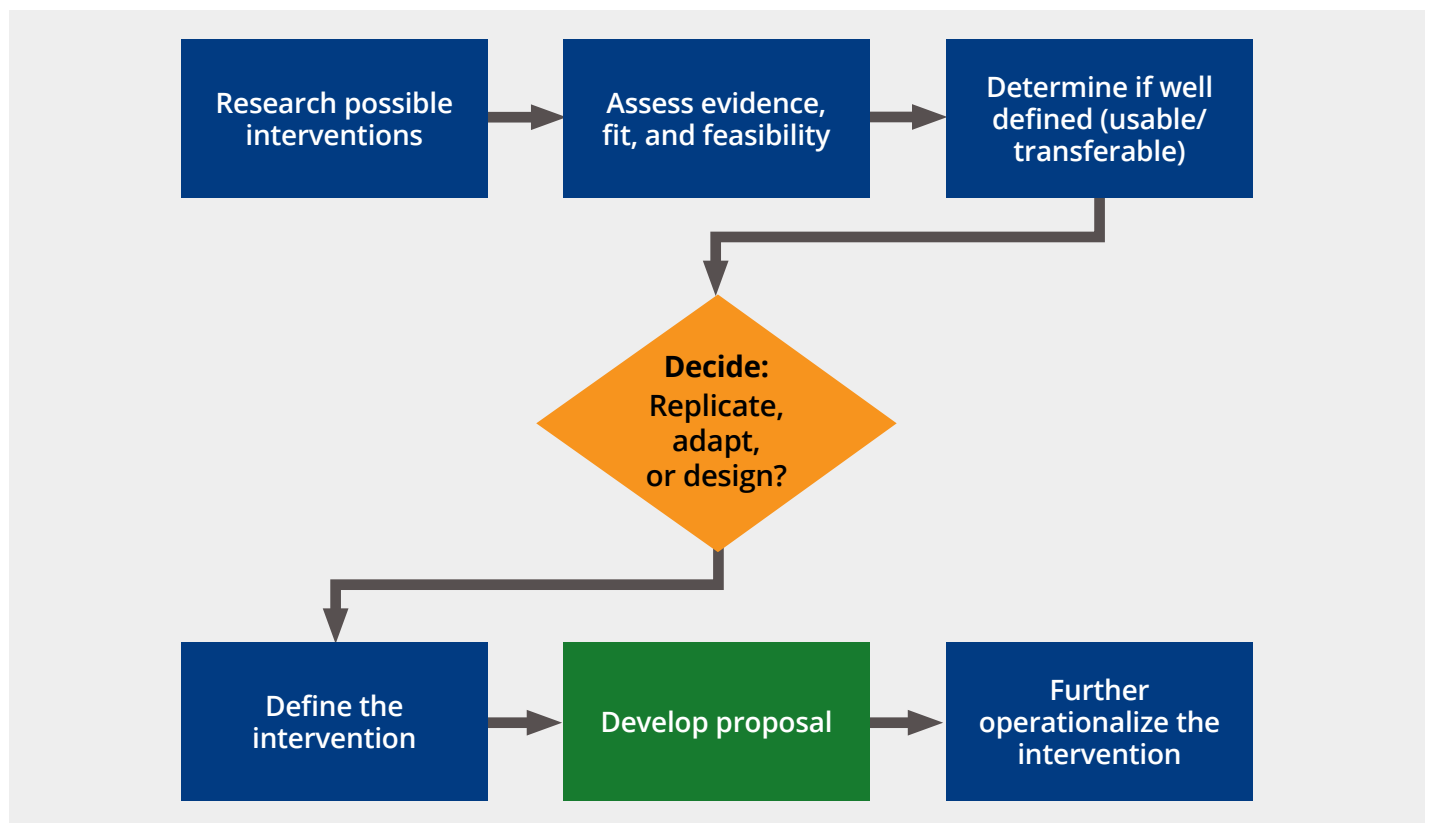 Research possible
interventions
Assess evidence,
fit, and feasibility
Determine if well
defined (usable/
transferable)
Decide:
Replicate,
adapt,
or design?
Define the
intervention
Develop proposal
Further
operationalize the
intervention